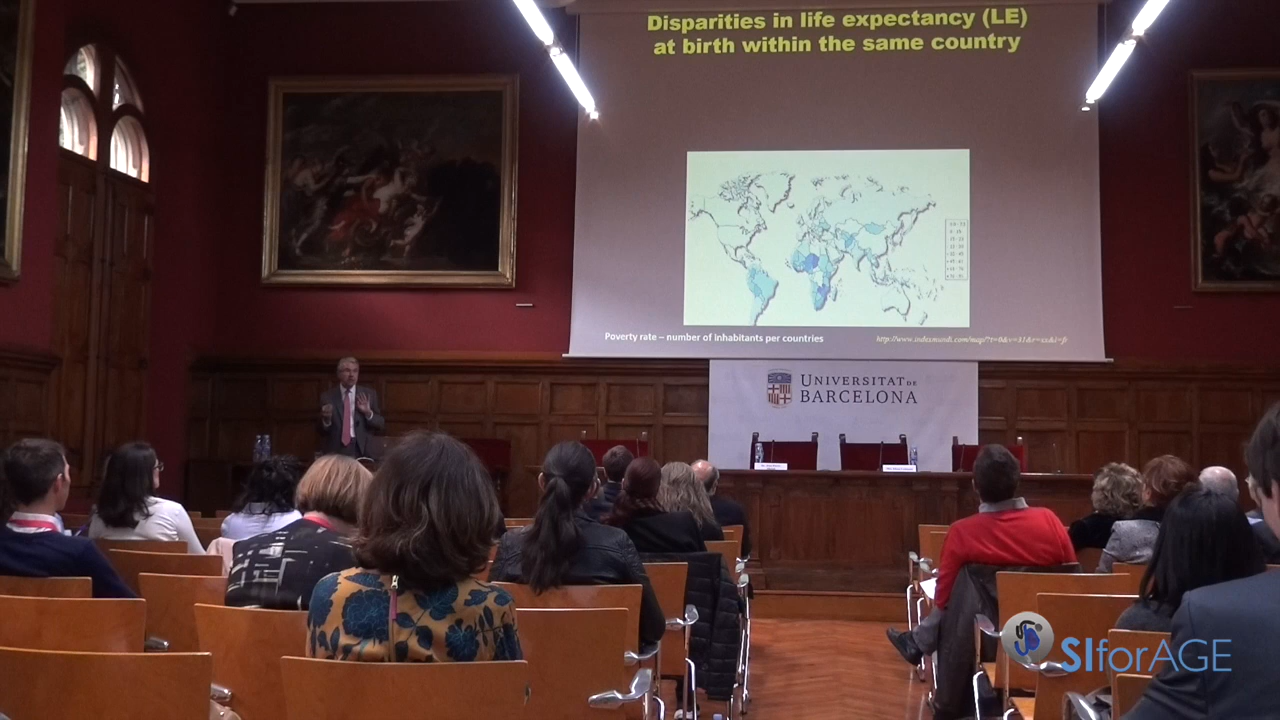 Disparities in life expectancy (LE)
at birth within the same country
Poverty rate – number of inhabitants per countries
UNIVERSITAT DE
BARCELONA
SIforAGE